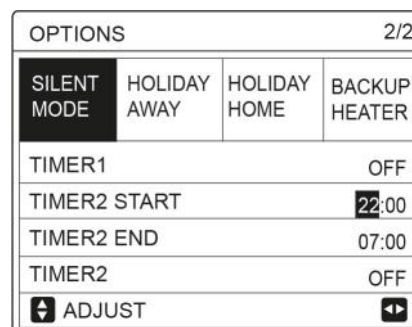 OPTIONS 2/2
SILENT MODE HOLIDAY AWAY HOLIDAY HOME BACKUP HEATER
TIMER1 OFF
TIMER2 START 22:00
TIMER2 END 07:00
TIMER2 OFF
ADJUST